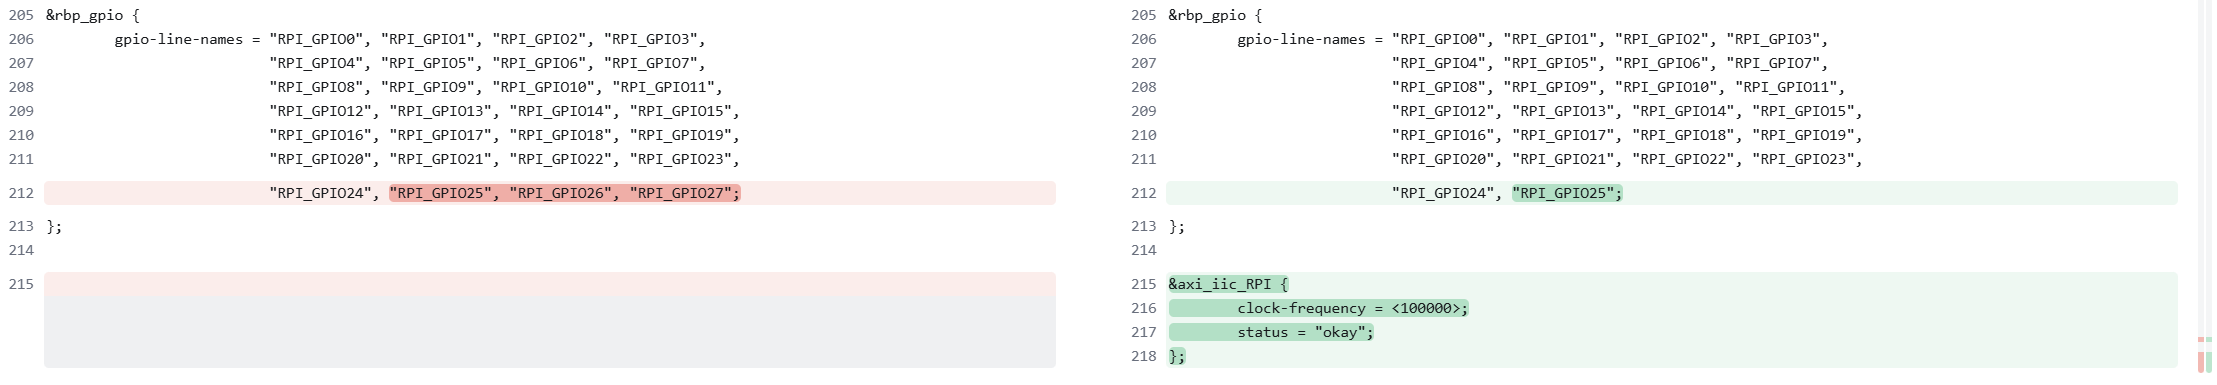 205 &rbp_gpio {
206         gpio-line-names = "RPI_GPIO0", "RPI_GPIO1", "RPI_GPIO2", "RPI_GPIO3",
207                           "RPI_GPIO4", "RPI_GPIO5", "RPI_GPIO6", "RPI_GPIO7",
208                           "RPI_GPIO8", "RPI_GPIO9", "RPI_GPIO10", "RPI_GPIO11",
209                           "RPI_GPIO12", "RPI_GPIO13", "RPI_GPIO14", "RPI_GPIO15",
210                           "RPI_GPIO16", "RPI_GPIO17", "RPI_GPIO18", "RPI_GPIO19",
211                           "RPI_GPIO20", "RPI_GPIO21", "RPI_GPIO22", "RPI_GPIO23",
212                           "RPI_GPIO24", "RPI_GPIO25", "RPI_GPIO26", "RPI_GPIO27";
213 };
214
215
205 &rbp_gpio {
206         gpio-line-names = "RPI_GPIO0", "RPI_GPIO1", "RPI_GPIO2", "RPI_GPIO3",
207                           "RPI_GPIO4", "RPI_GPIO5", "RPI_GPIO6", "RPI_GPIO7",
208                           "RPI_GPIO8", "RPI_GPIO9", "RPI_GPIO10", "RPI_GPIO11",
209                           "RPI_GPIO12", "RPI_GPIO13", "RPI_GPIO14", "RPI_GPIO15",
210                           "RPI_GPIO16", "RPI_GPIO17", "RPI_GPIO18", "RPI_GPIO19",
211                           "RPI_GPIO20", "RPI_GPIO21", "RPI_GPIO22", "RPI_GPIO23",
212                           "RPI_GPIO24", "RPI_GPIO25";
213 };
214
215 &axi_iic_RPI {
216         clock-frequency = <100000>;
217         status = "okay";
218 };